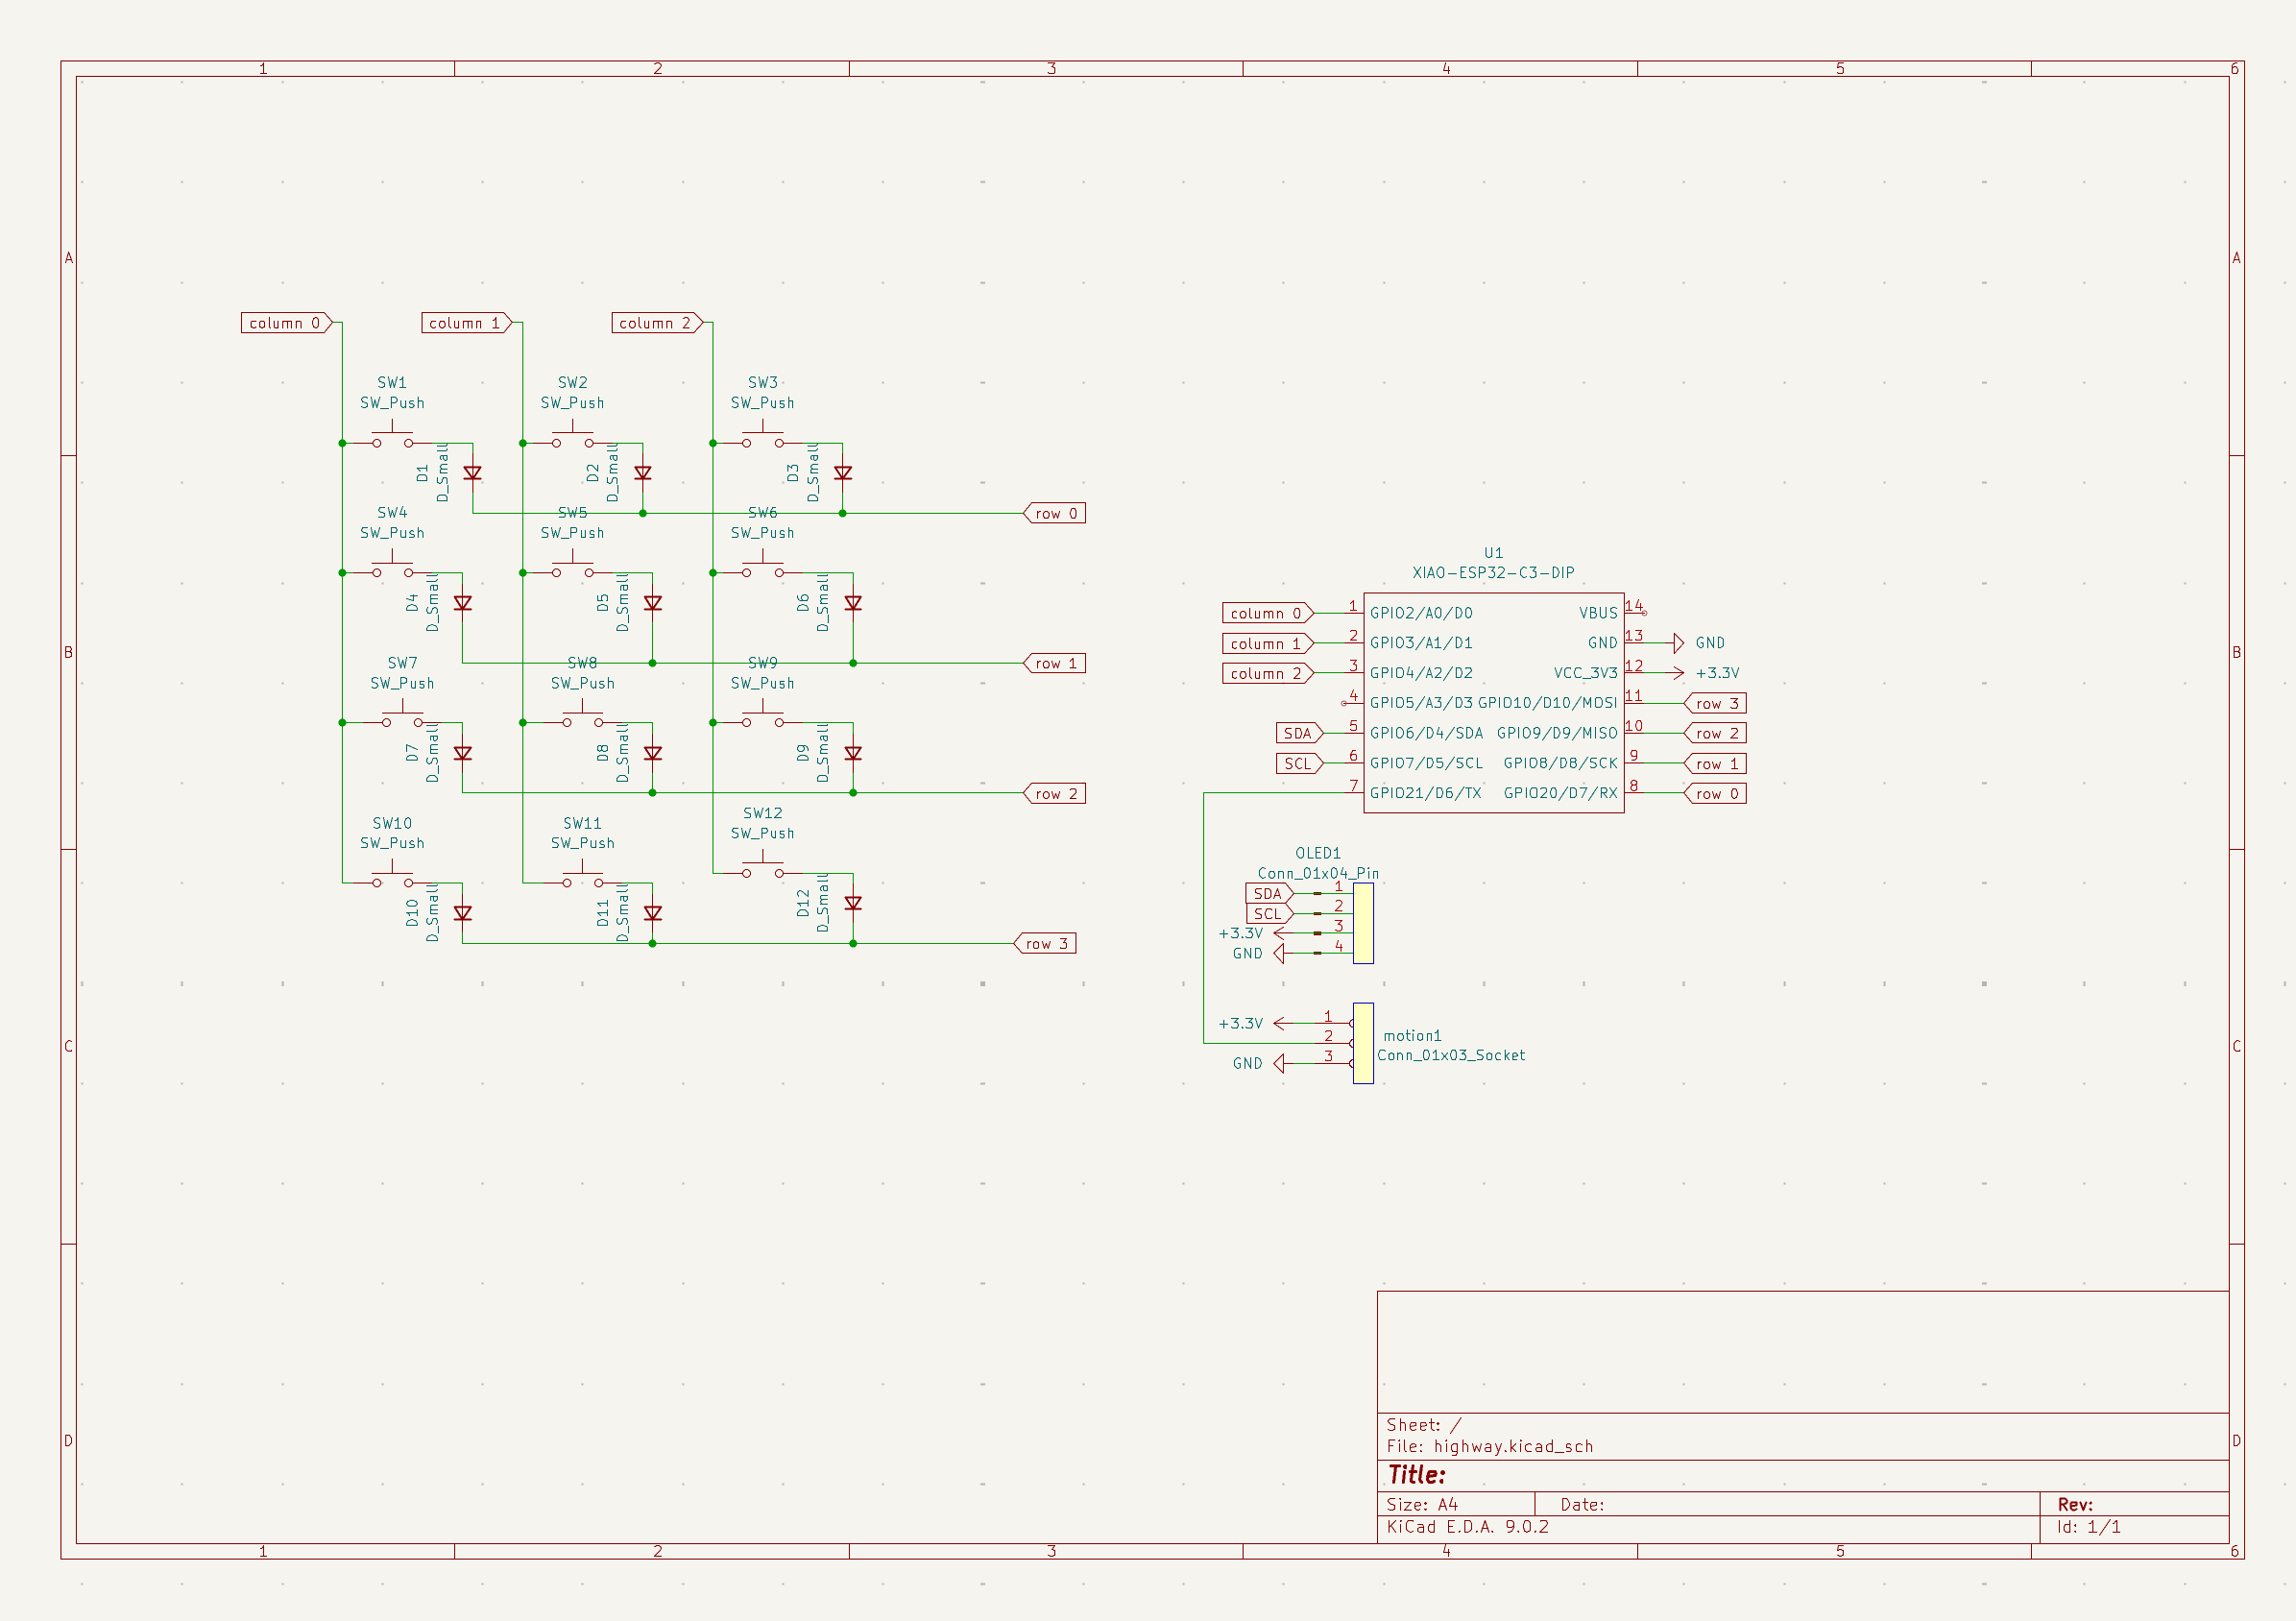 1 2 3 4 5 6
A A
column 0 column 1 column 2
SW1 SW2 SW3
SW_Push SW_Push SW_Push
D1 D_Small D2 D_Small D3 D_Small
row 0
SW4 SW5 SW6
SW_Push SW_Push SW_Push
D4 D_Small D5 D_Small D6 D_Small
B B
row 1
SW7 SW8 SW9
SW_Push SW_Push SW_Push
D7 D_Small D8 D_Small D9 D_Small
row 2
SW10 SW11 SW12
SW_Push SW_Push SW_Push
D10 D_Small D11 D_Small D12 D_Small
row 3
U1
XIAO-ESP32-C3-DIP
column 0 1 GPIO2/A0/D0 VBUS 14
column 1 2 GPIO3/A1/D1 GND 13 GND
column 2 3 GPIO4/A2/D2 VCC_3V3 12 +3.3V
4 GPIO5/A3/D3 GPIO10/D10/MOSI 11 row 3
SDA 5 GPIO6/D4/SDA GPIO9/D9/MISO 10 row 2
SCL 6 GPIO7/D5/SCL GPIO8/D8/SCK 9 row 1
7 GPIO21/D6/TX GPIO20/D7/RX 8 row 0
OLED1
Conn_01x04_Pin
SDA 1
SCL 2
+3.3V 3
GND 4
+3.3V 1
2 motion1
Conn_01x03_Socket
GND 3
C C
D D
Sheet: /
File: highway.kicad_sch
Title:
Size: A4 Date: Rev:
KiCad E.D.A. 9.0.2 Id: 1/1
1 2 3 4 5 6